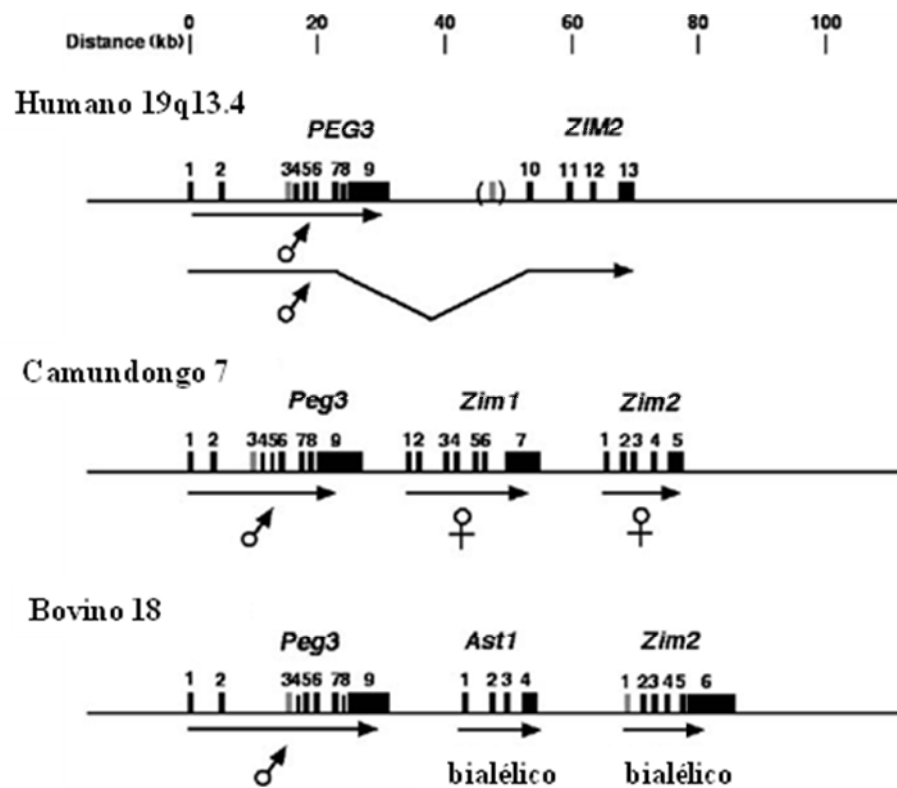 0 20 40 60 80 100
Distance (kb)
Humano 19q13.4
PEG3 ZIM2
1 2 3456 78 9 ( ) 10 11 12 13
Camundongo 7
Peg3 Zim1 Zim2
1 2 3456 78 9 12 34 56 7 1 23 4 5
Bovino 18
Peg3 Ast1 Zim2
1 2 3456 78 9 1 2 3 4 1 2345 6
bialélico bialélico